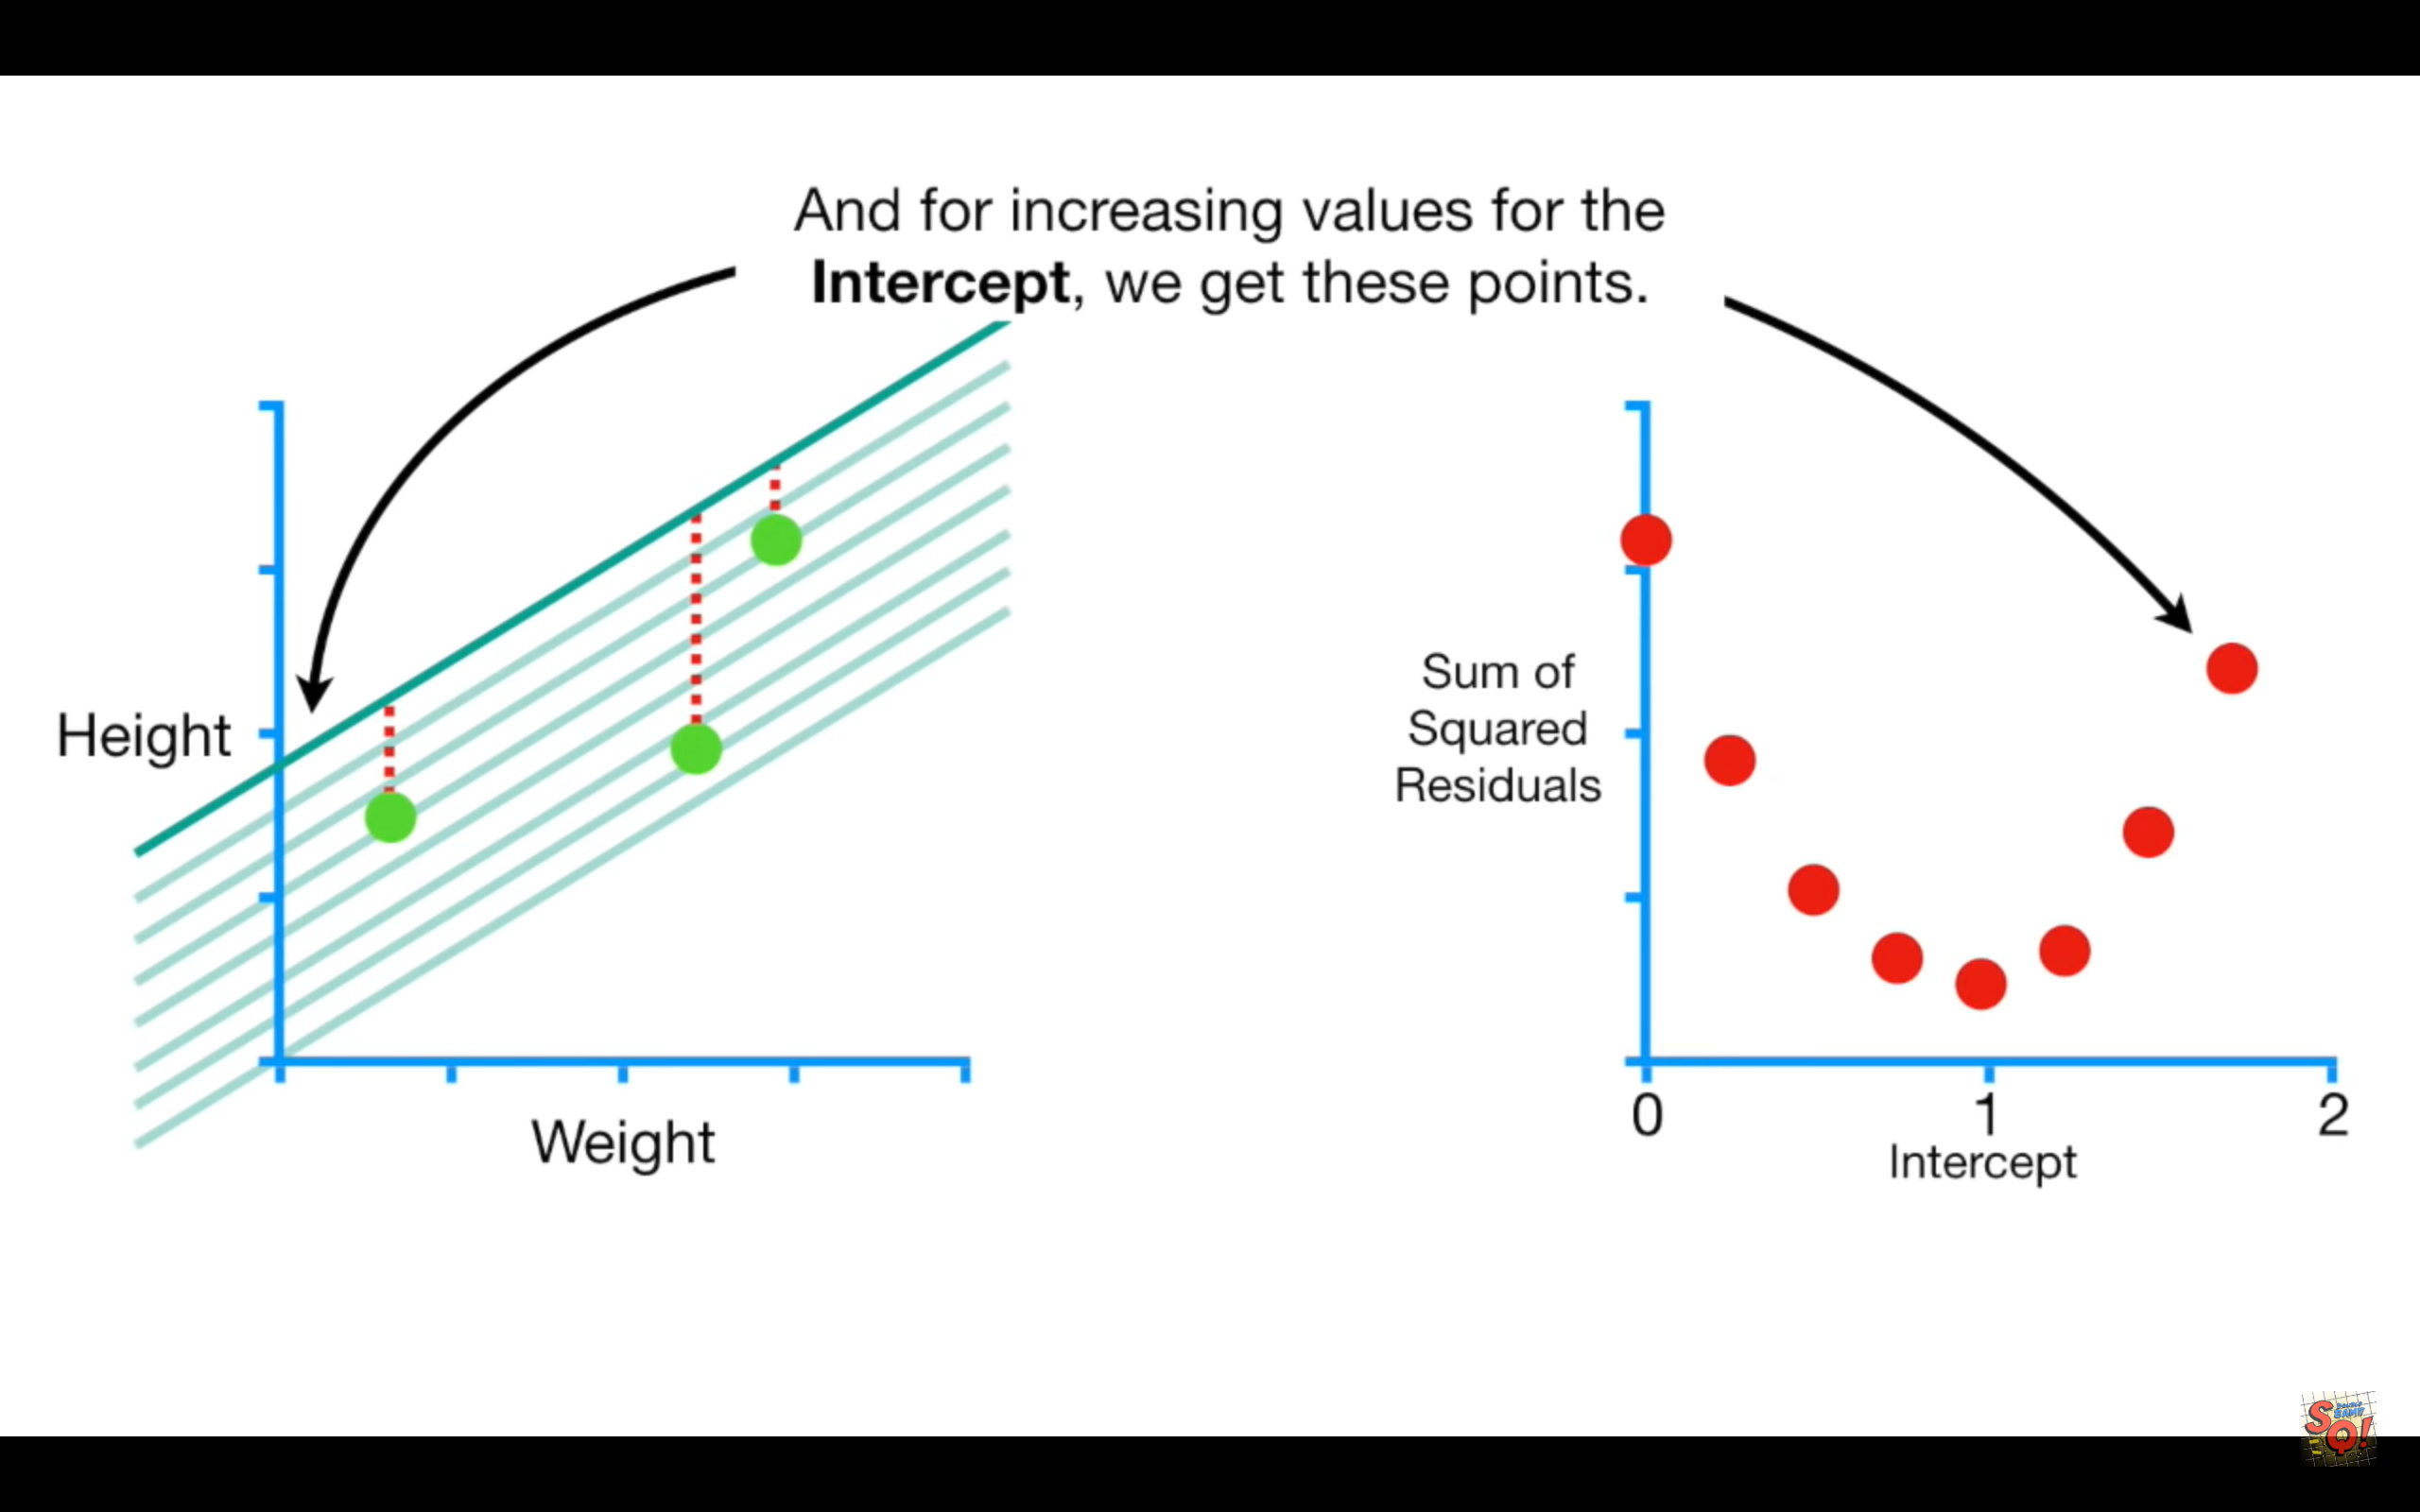 And for increasing values for the
Intercept, we get these points.
Height
Weight
Sum of
Squared
Residuals
0
1
2
Intercept
SQ!